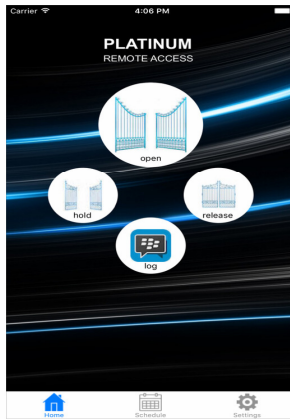 Carrier 4:06 PM
PLATINUM
REMOTE ACCESS
open
hold release
log
Home Schedule Settings